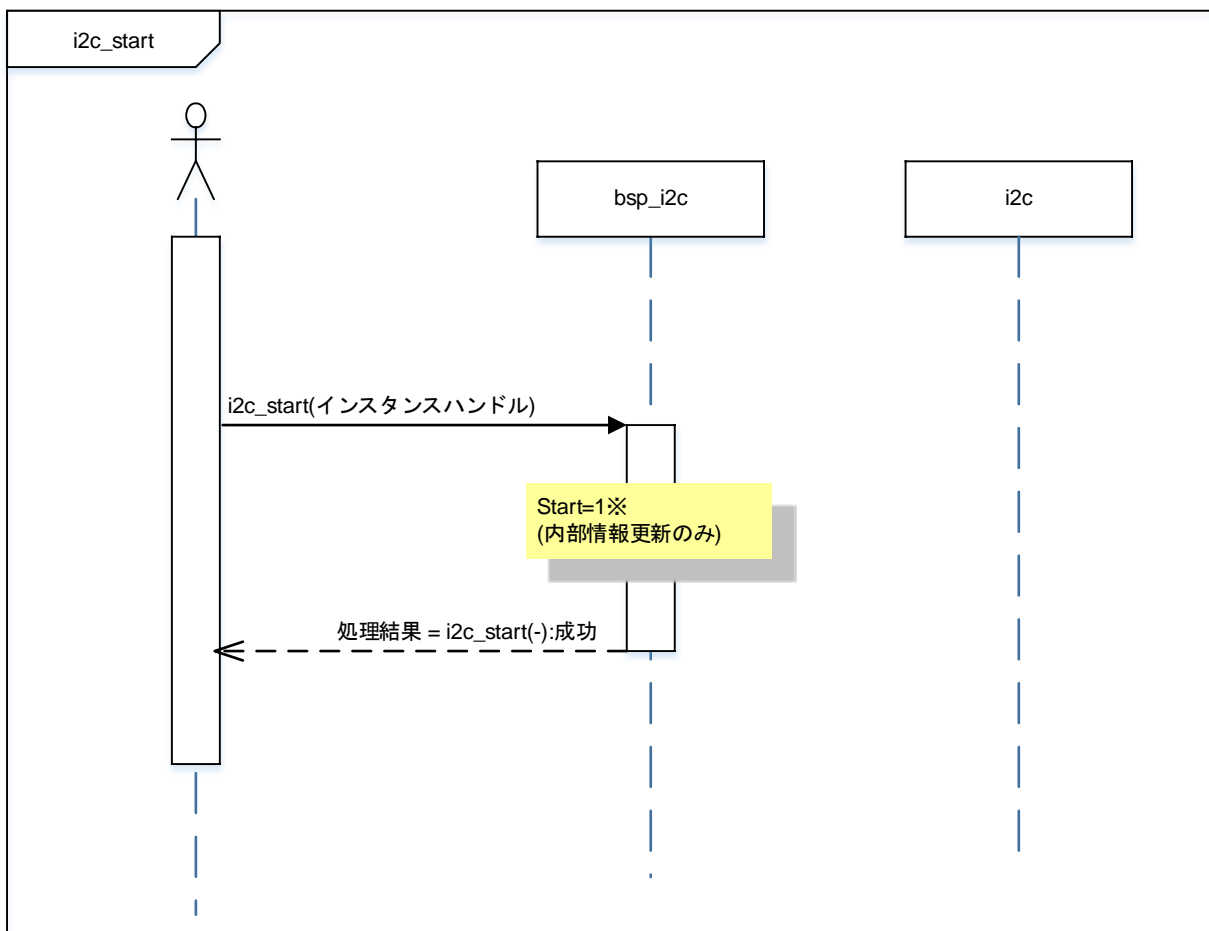 i2c_start
bsp_i2c
i2c
i2c_start(インスタンスハンドル)
Start=1※
(内部情報更新のみ)
処理結果 = i2c_start(-):成功